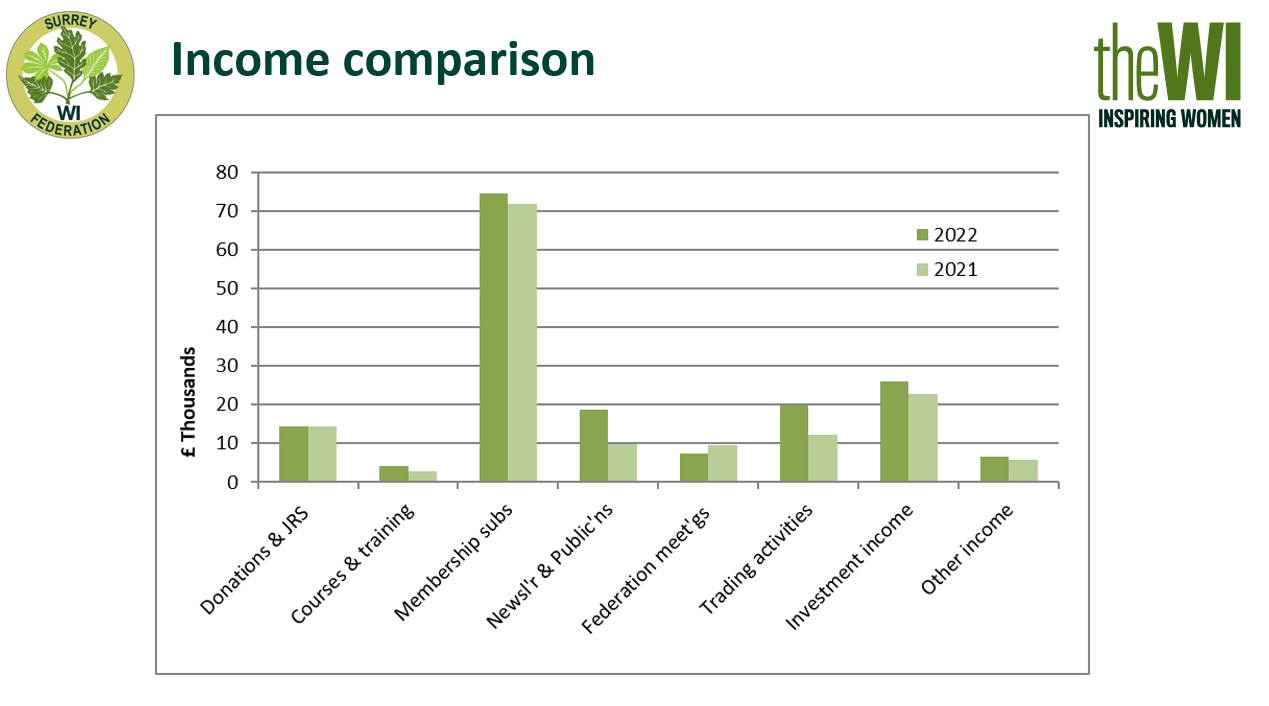 SURREY
WI
FEDERATION
Income comparison
theWI
INSPIRING WOMEN
80
70
60
50
40
30
20
10
0
£ Thousands
2022
2021
Donations & JRS
Courses & training
Membership subs
Newsl'r & Public'ns
Federation meet'gs
Trading activities
Investment income
Other income